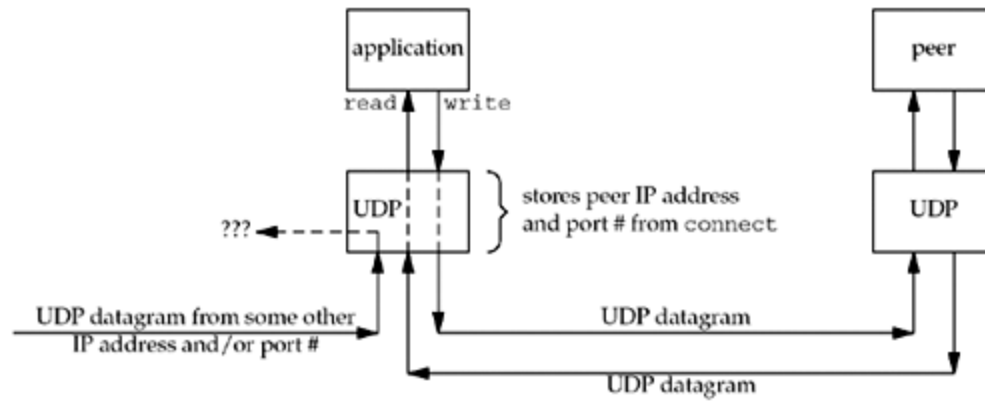 application
peer
read
write
UDP
stores peer IP address
and port # from connect
UDP
???
UDP datagram from some other
IP address and/or port #
UDP datagram
UDP datagram